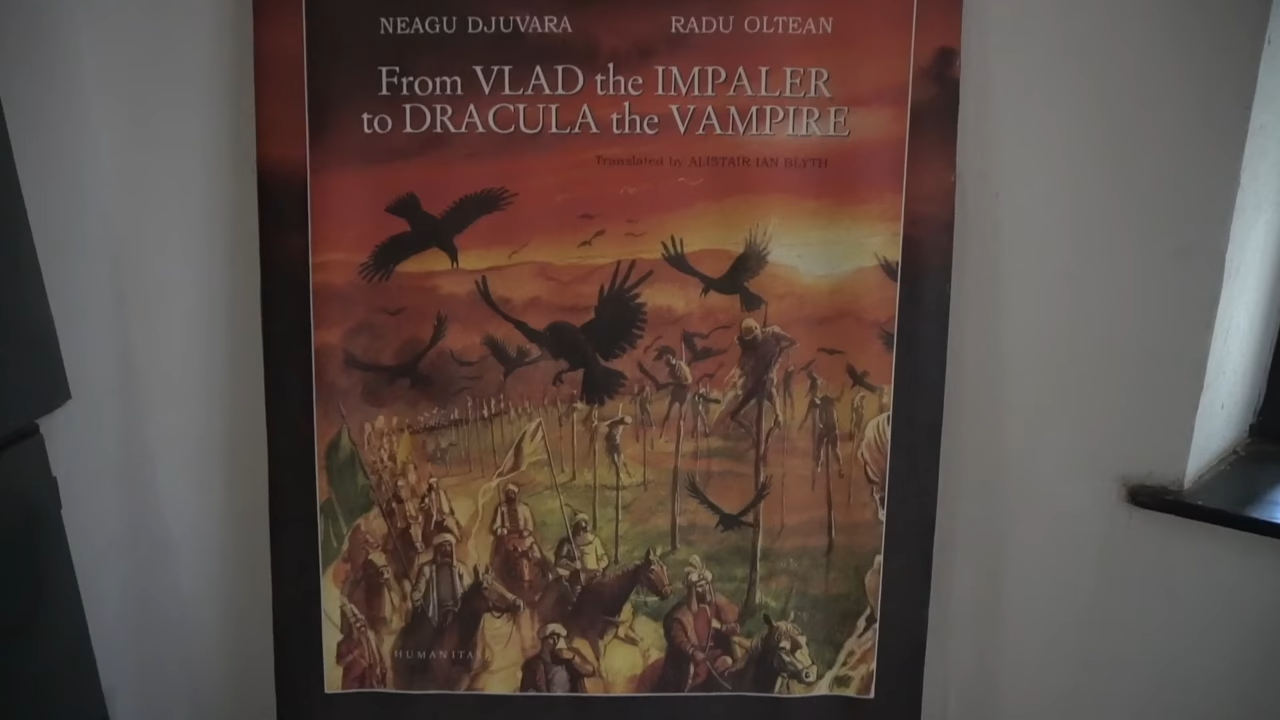 NEAGU DJUVARA RADU OLTEAN
From VLAD the IMPALER
to DRACULA the VAMPIRE
Translated by ALISTAIR IAN BLYTH
HUMANITAS